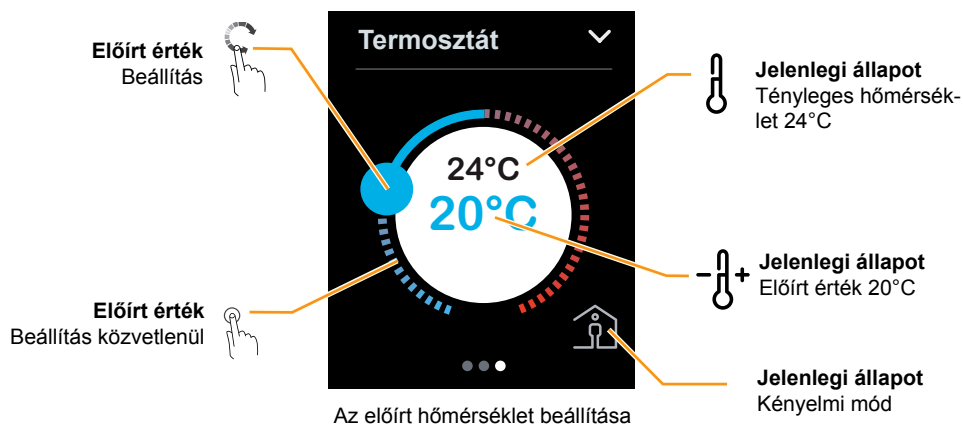 Előírt érték
Beállítás
Termosztát
Jelenlegi állapot
Tényleges hőmérsék-
let 24°C
24°C
20°C
Jelenlegi állapot
Előírt érték 20°C
Előírt érték
Beállítás közvetlenül
Jelenlegi állapot
Kényelmi mód
Az előírt hőmérséklet beállítása